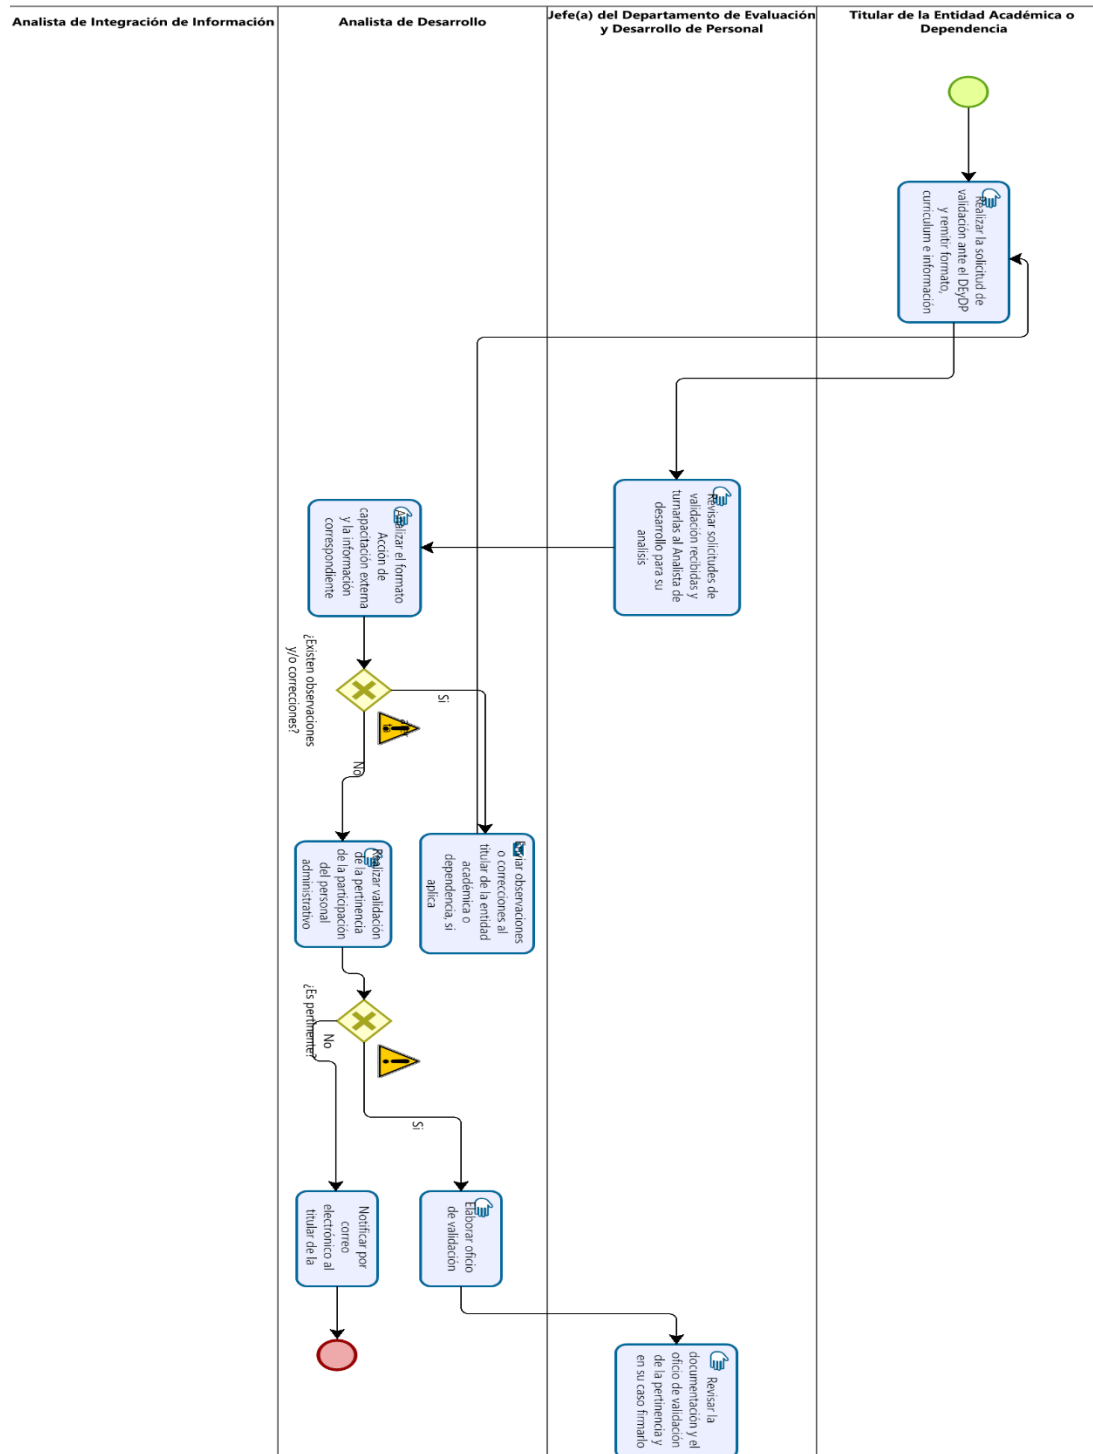 Analista de Integración de Información
Analista de Desarrollo
Jefe(a) del Departamento de Evaluación
y Desarrollo de Personal
Titular de la Entidad Académica o
Dependencia
Realizar la solicitud de
validación ante el DEyDP
y remitir formato,
curriculum e información
Revisar solicitudes de
validación recibidas y
turnarlas al Analista de
desarrollo para su
analisis
Analizar el formato
Acción de
capacitación externa
y la información
correspondiente
¿Existen observaciones
y/o correcciones?
Si
No
Enviar observaciones
o correcciones al
titular de la entidad
académica o
dependencia, si
aplica
Realizar validación
de la pertinencia
de la participación
del personal
administrativo
¿Es pertinente?
No
Si
Notificar por
correo
electrónico al
titular de la
Elaborar oficio
de validación
Revisar la
documentación y el
oficio de validación
de la pertinencia y
en su caso firmarlo